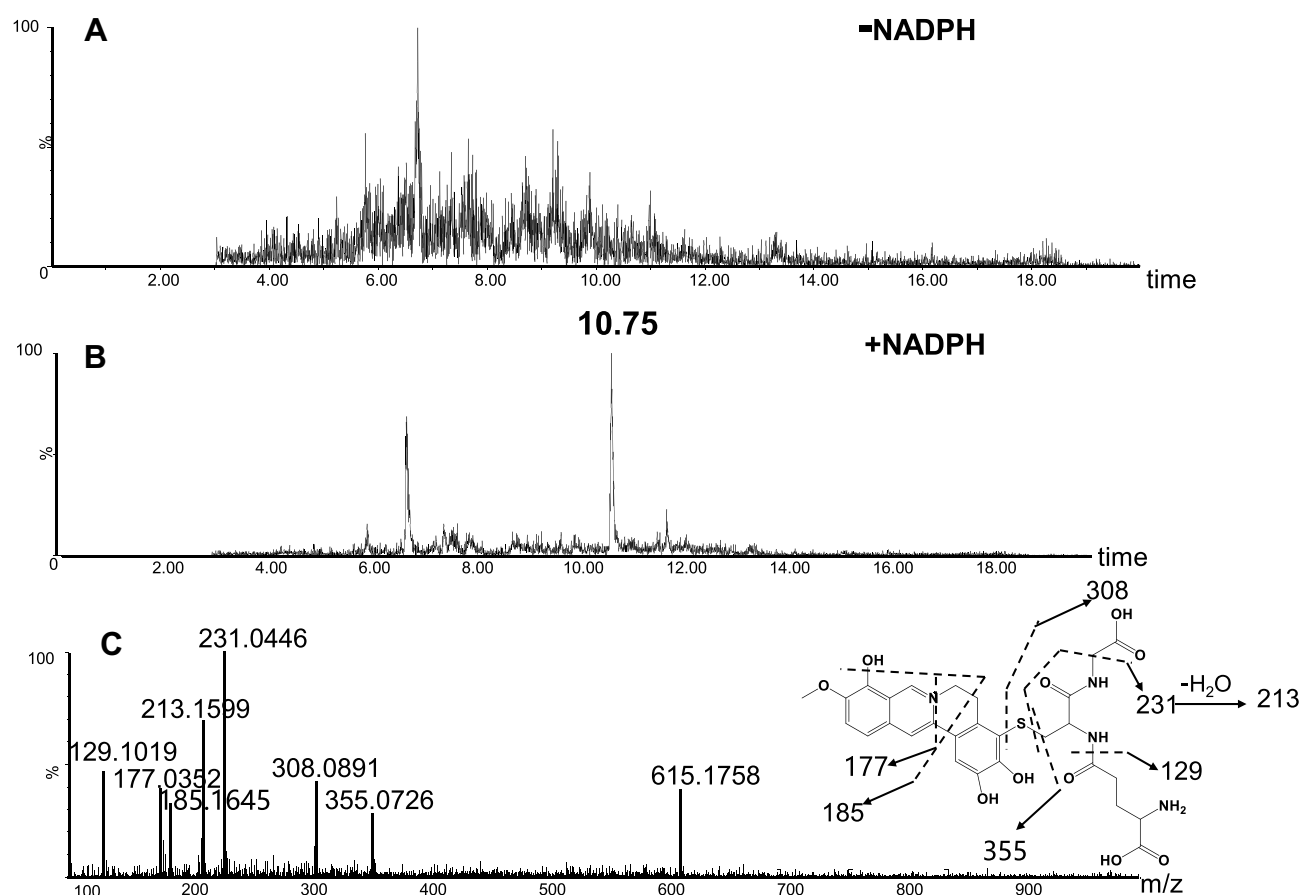 100
A
-NADPH
%
0
2.00 4.00 6.00 8.00 10.00 12.00 14.00 16.00 18.00
time
10.75
100
B
+NADPH
%
0 2.00 4.00 6.00 8.00 10.00 12.00 14.00 16.00 18.00
time
C
100
231.0446
213.1599
129.1019
177.0352
185.1645
308.0891
355.0726
615.1758
%
100 200 300 400 500 600 700 800 900
m/z
308
OH
O
OH
O
NH
O
N
S
231
-H₂O
213
NH
177
OH
O
129
185
OH
NH₂
355
HO
O